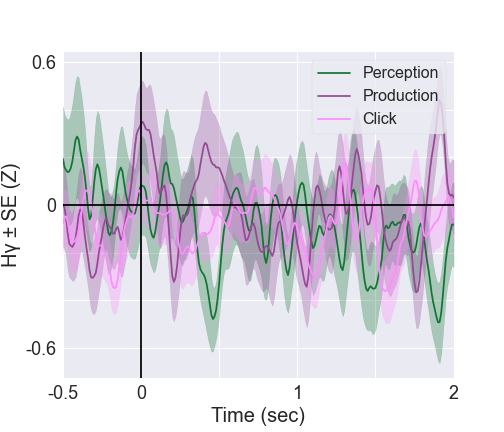 0.6
Perception
Production
Click
Hγ ± SE (Z)
0
-0.6
-0.5
0
1
2
Time (sec)